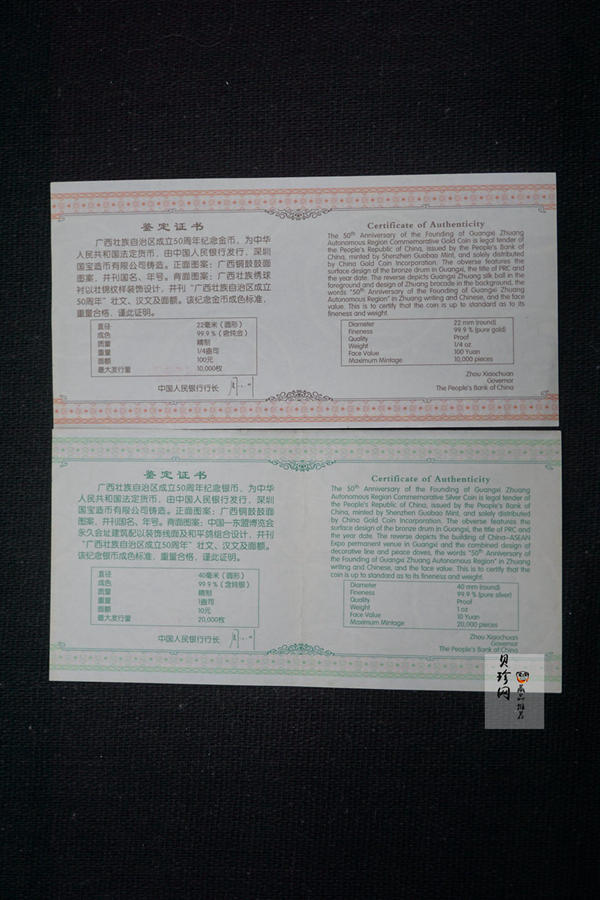 鉴定证书
广西壮族自治区成立50周年纪念金币，为中华
人民共和国法定货币，由中国人民银行发行，深圳
国宝造币有限公司铸造。正面图案：广西铜鼓鼓面
图案，并刊国名、年号。背面图案：广西壮族绣球
衬以壮锦纹样装饰设计，并刊“广西壮族自治区成立
50周年”壮文、汉文及面额。该纪念金币成色标准，
重量合格，谨此证明。
直径 22毫米（圆形）
成色 99.9％（含纯金）
质量 精制
重量 1/4盎司
面额 100元
最大发行量 10,000枚
中国人民银行行长
Certificate of Authenticity
The 50th Anniversary of the Founding of Guangxi Zhuang
Autonomous Region Commemorative Gold Coin is legal tender of
the People's Republic of China, issued by the People's Bank of
China, minted by Shenzhen Guobao Mint, and solely distributed
by China Gold Coin Incorporation. The obverse features the
surface design of the bronze drum in Guangxi, the title of PRC and
the year date. The reverse depicts Guangxi Zhuang silk ball in the
foreground and design of Zhuang brocade in the background, the
words "50th Anniversary of the Founding of Guangxi Zhuang
Autonomous Region" in Zhuang writing and Chinese, and the face
value. This is to certify that the coin is up to standard as to its
fineness and weight.
Diameter 22 mm (round)
Fineness 99.9 % (pure gold)
Quality Proof
Weight 1/4 oz
Face Value 100 Yuan
Maximum Mintage 10,000 pieces
Zhou Xiaochuan
Governor
The People's Bank of China
鉴定证书
广西壮族自治区成立50周年纪念银币，为中华
人民共和国法定货币，由中国人民银行发行，深圳
国宝造币有限公司铸造。正面图案：广西铜鼓鼓面
图案，并刊国名、年号。背面图案：中国—东盟博览会
永久会址建筑配以装饰线面及和平鸽组合设计，并刊
“广西壮族自治区成立50周年”壮文、汉文及面额。
该纪念银币成色标准，重量合格，谨此证明。
直径 40毫米（圆形）
成色 99.9％（含纯银）
质量 精制
重量 1盎司
面额 10元
最大发行量 20,000枚
中国人民银行行长
Certificate of Authenticity
The 50th Anniversary of the Founding of Guangxi Zhuang
Autonomous Region Commemorative Silver Coin is legal tender of
the People's Republic of China, issued by the People's Bank of
China, minted by Shenzhen Guobao Mint, and solely distributed
by China Gold Coin Incorporation. The obverse features the
surface design of the bronze drum in Guangxi, the title of PRC and
the year date. The reverse depicts the building of China-ASEAN
Expo permanent venue in Guangxi and the combined design of
decorative line and peace doves, the words "50th Anniversary of
the Founding of Guangxi Zhuang Autonomous Region" in Zhuang
writing and Chinese, and the face value. This is to certify that the
coin is up to standard as to its fineness and weight.
Diameter 40 mm (round)
Fineness 99.9 % (pure silver)
Quality Proof
Weight 1 oz
Face Value 10 Yuan
Maximum Mintage 20,000 pieces
Zhou Xiaochuan
Governor
The People's Bank of China
贝珍网
推荐